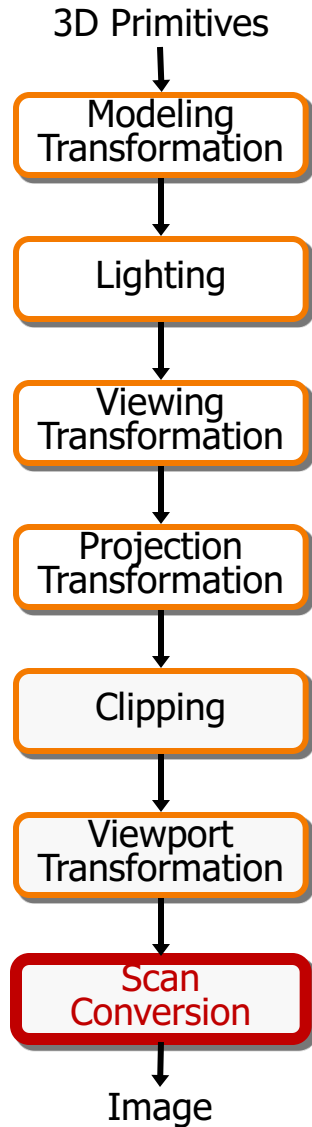 3D Primitives
Modeling
Transformation
Lighting
Viewing
Transformation
Projection
Transformation
Clipping
Viewport
Transformation
Scan
Conversion
Image